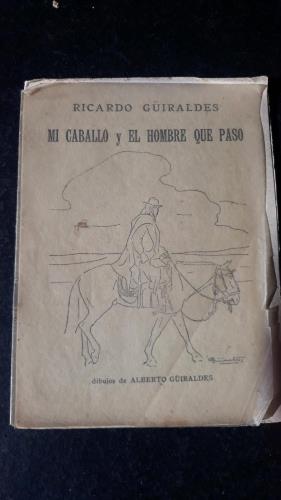 RICARDO GÜIRALDES
MI CABALLO y EL HOMBRE QUE PASO
dibujos de ALBERTO GÜIRALDES